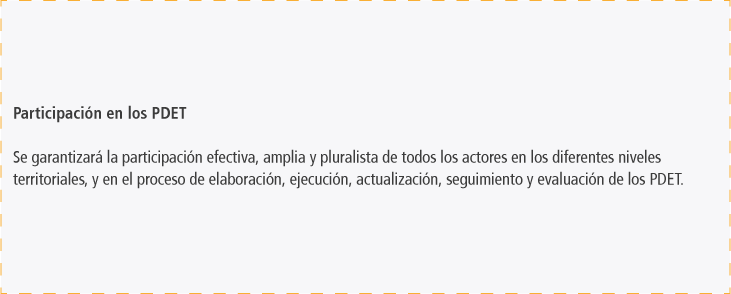 Participación en los PDET
Se garantizará la participación efectiva, amplia y pluralista de todos los actores en los diferentes niveles
territoriales, y en el proceso de elaboración, ejecución, actualización, seguimiento y evaluación de los PDET.